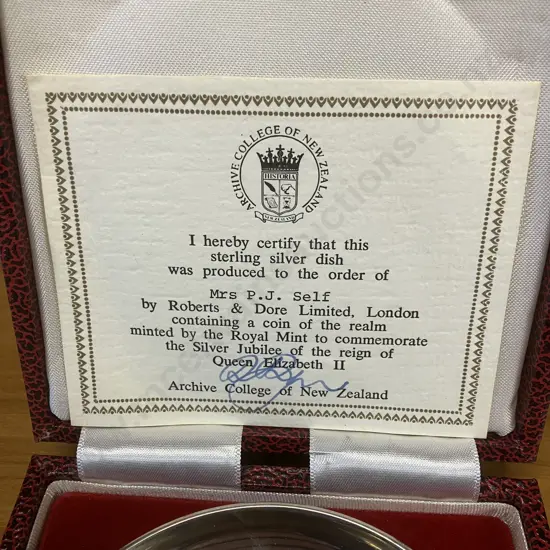 ARCHIVE COLLEGE OF NEW ZEALAND
HISTORIA
NEW ZEALAND
I hereby certify that this
sterling silver dish
was produced to the order of
Mrs P.J. Self
by Roberts & Dore Limited, London
containing a coin of the realm
minted by the Royal Mint to commemorate
the Silver Jubilee of the reign of
Queen Elizabeth II
Archive College of New Zealand